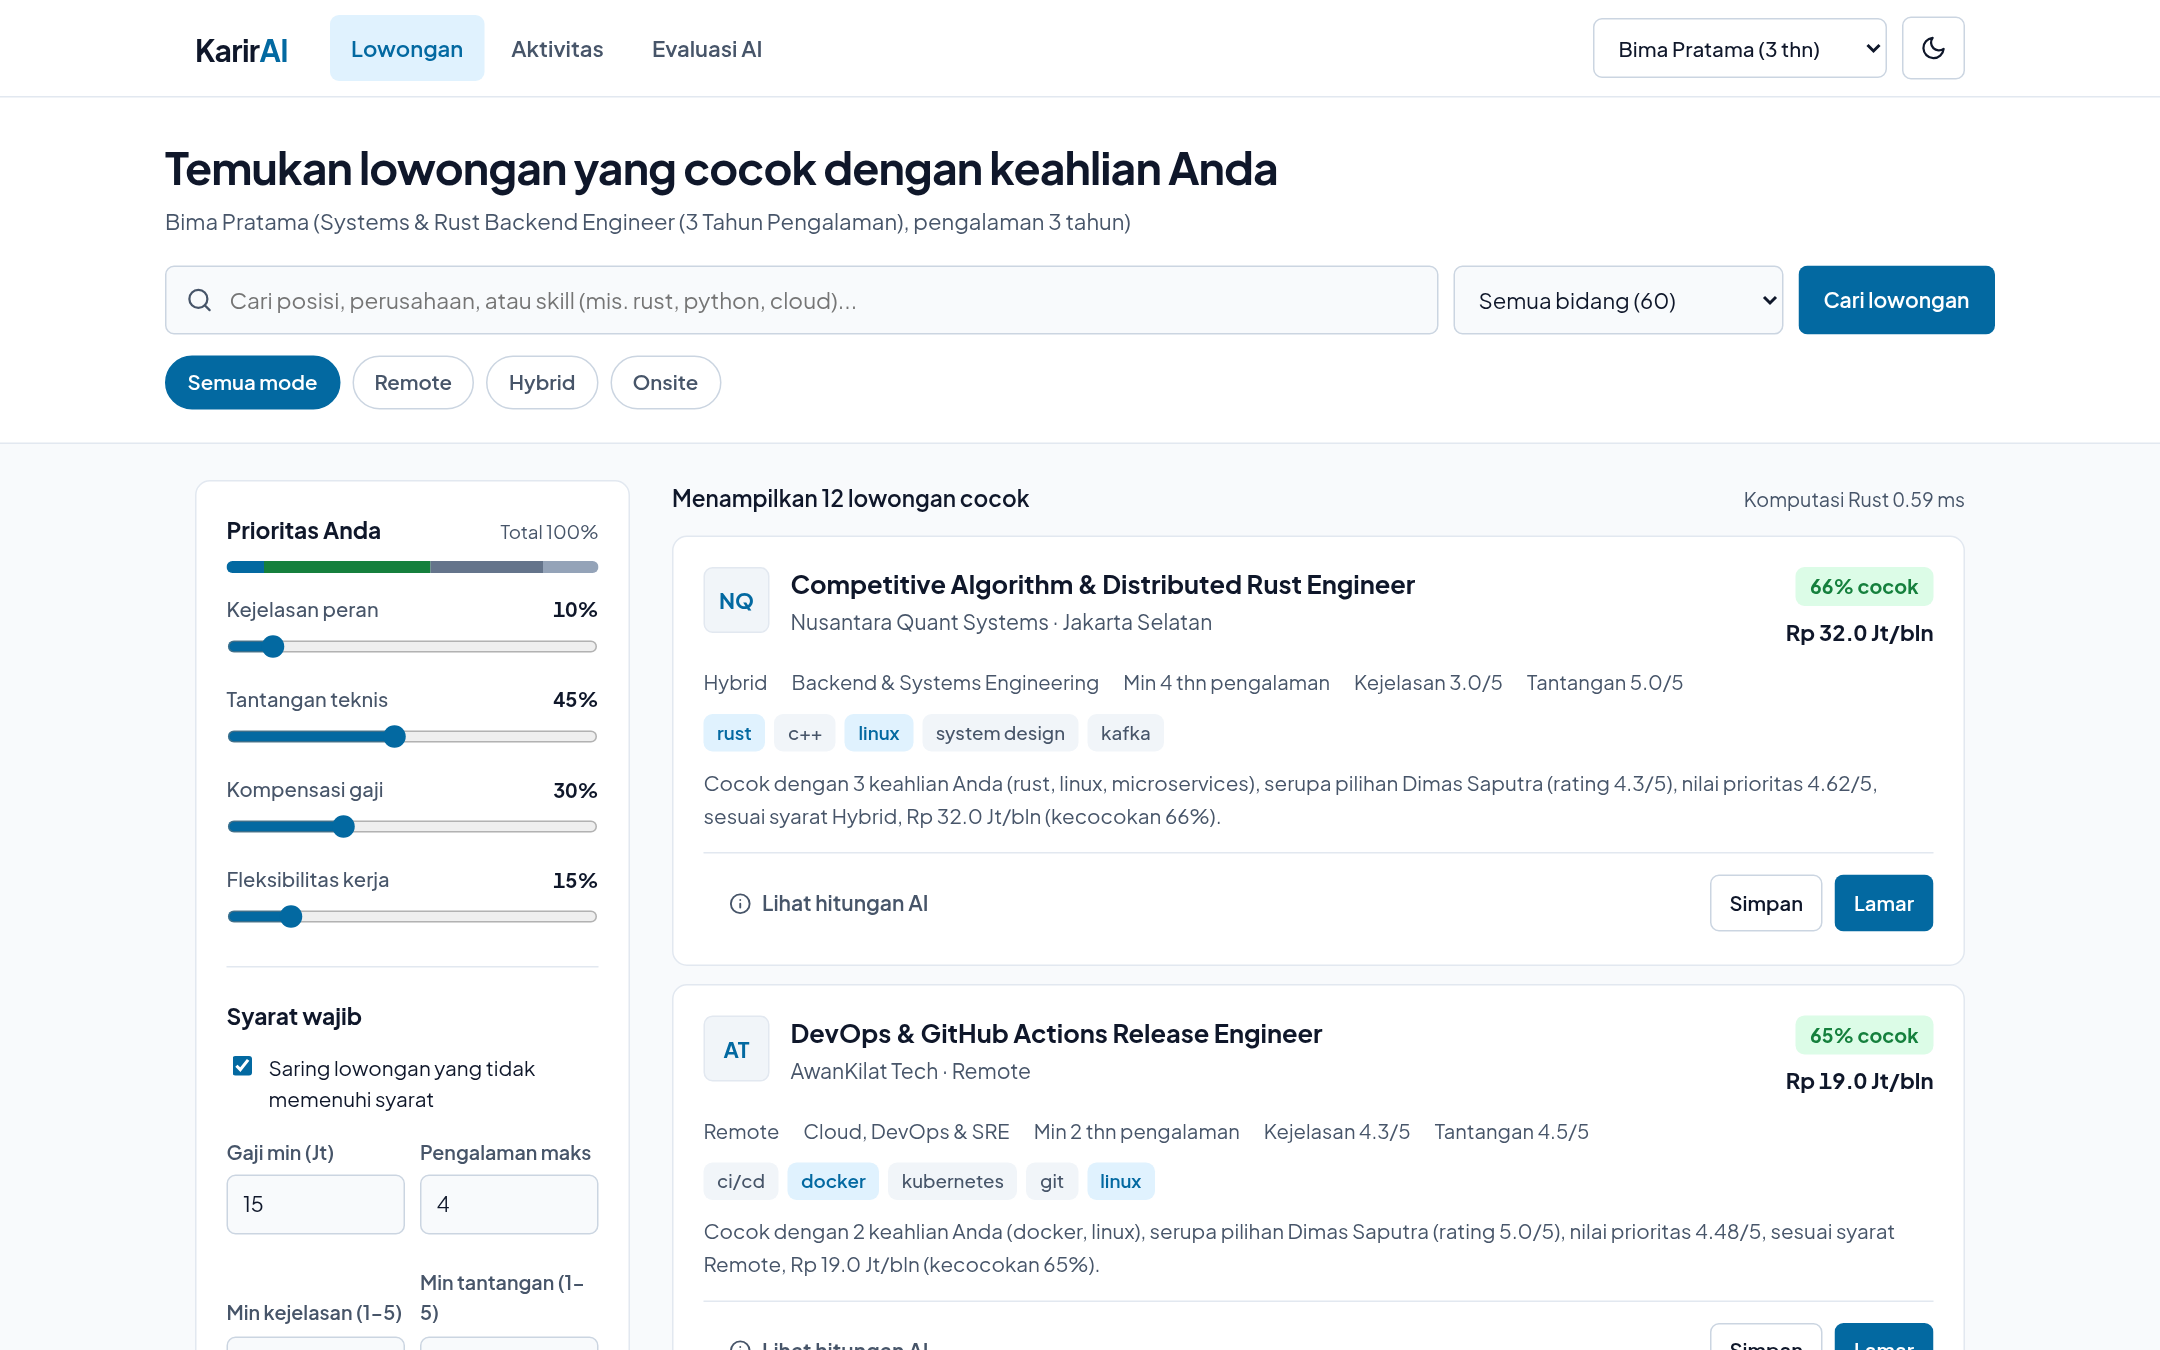 KarirAI
Lowongan
Aktivitas
Evaluasi AI
Bima Pratama (3 thn)
Temukan lowongan yang cocok dengan keahlian Anda
Bima Pratama (Systems & Rust Backend Engineer (3 Tahun Pengalaman), pengalaman 3 tahun)
Cari posisi, perusahaan, atau skill (mis. rust, python, cloud)...
Semua bidang (60)
Cari lowongan
Semua mode
Remote
Hybrid
Onsite
Prioritas Anda
Total 100%
Kejelasan peran
10%
Tantangan teknis
45%
Kompensasi gaji
30%
Fleksibilitas kerja
15%
Syarat wajib
Saring lowongan yang tidak
memenuhi syarat
Gaji min (Jt)
Pengalaman maks
15
4
Min kejelasan (1–5)
Min tantangan (1–
5)
Menampilkan 12 lowongan cocok
Komputasi Rust 0.59 ms
NQ
Competitive Algorithm & Distributed Rust Engineer
Nusantara Quant Systems · Jakarta Selatan
66% cocok
Rp 32.0 Jt/bln
Hybrid
Backend & Systems Engineering
Min 4 thn pengalaman
Kejelasan 3.0/5
Tantangan 5.0/5
rust
c++
linux
system design
kafka
Cocok dengan 3 keahlian Anda (rust, linux, microservices), serupa pilihan Dimas Saputra (rating 4.3/5), nilai prioritas 4.62/5,
sesuai syarat Hybrid, Rp 32.0 Jt/bln (kecocokan 66%).
Lihat hitungan AI
Simpan
Lamar
AT
DevOps & GitHub Actions Release Engineer
AwanKilat Tech · Remote
65% cocok
Rp 19.0 Jt/bln
Remote
Cloud, DevOps & SRE
Min 2 thn pengalaman
Kejelasan 4.3/5
Tantangan 4.5/5
ci/cd
docker
kubernetes
git
linux
Cocok dengan 2 keahlian Anda (docker, linux), serupa pilihan Dimas Saputra (rating 5.0/5), nilai prioritas 4.48/5, sesuai syarat
Remote, Rp 19.0 Jt/bln (kecocokan 65%).
Lihat hitungan AI
Simpan
Lamar